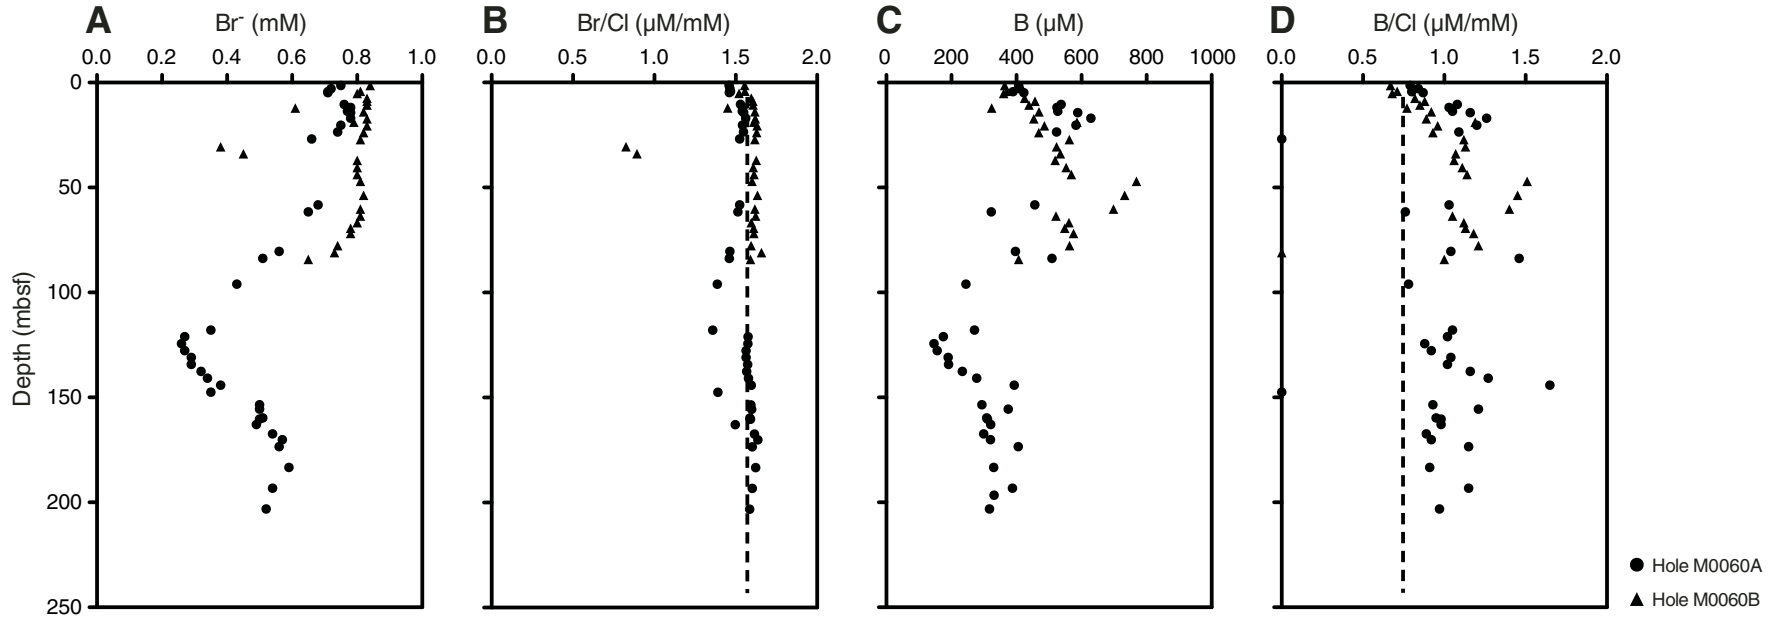 A Br⁻ (mM) B Br/Cl (µM/mM) C B (µM) D B/Cl (µM/mM)
0.0 0.2 0.4 0.6 0.8 1.0 0.0 0.5 1.0 1.5 2.0 0 200 400 600 800 1000 0.0 0.5 1.0 1.5 2.0
0
50
100
150
200
250
Depth (mbsf)
Hole M0060A
Hole M0060B